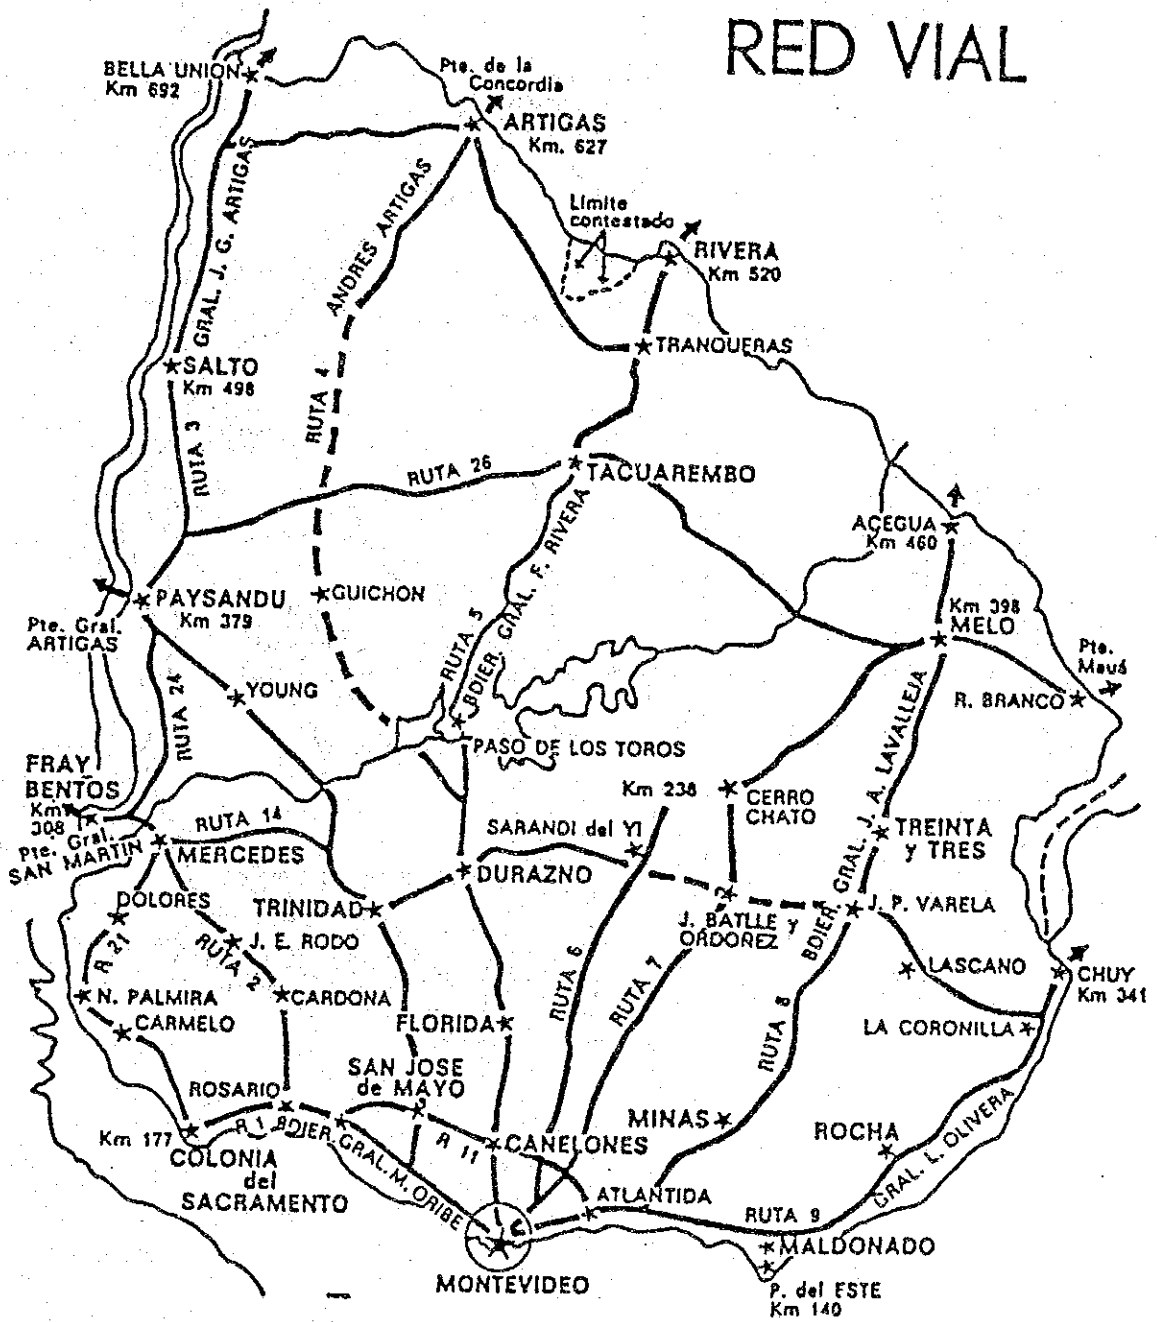 RED VIAL
BELLA UNION
Km 692
Pte. de la
Concordia
ARTIGAS
Km. 627
GRAL. J. G. ARTIGAS
ANDRES ARTIGAS
Límite
contestado
RIVERA
Km 520
TRANQUERAS
SALTO
Km 498
RUTA 3
RUTA 4
RUTA 26
TACUAREMBO
ACEGUA
Km 460
PAYSANDU
Km 379
Pte. Gral.
ARTIGAS
GUICHON
RUTA 5
BDIER. GRAL. F. RIVERA
Km 398
MELO
Pte.
Mauá
R. BRANCO
YOUNG
RUTA 24
PASO DE LOS TOROS
FRAY
BENTOS
Km
308
Pte. Gral.
SAN MARTIN
RUTA 14
MERCEDES
Km 238
CERRO
CHATO
SARANDI del YI
BDIER. GRAL. J. A. LAVALLEJA
TREINTA
y TRES
DURAZNO
DOLORES
TRINIDAD
J. BATLLE y
ORDOREZ
J. P. VARELA
R 21
RUTA 2
J. E. RODO
LASCANO
CHUY
Km 341
N. PALMIRA
CARDONA
CARMELO
FLORIDA
RUTA 6
RUTA 7
RUTA 8
LA CORONILLA
SAN JOSE
de MAYO
ROSARIO
Km 177
COLONIA
del
SACRAMENTO
R 1 BDIER. GRAL. M. ORIBE
R 11
CANELONES
MINAS
ROCHA
GRAL. L. OLIVERA
ATLANTIDA
RUTA 9
MALDONADO
MONTEVIDEO
P. del ESTE
Km 140